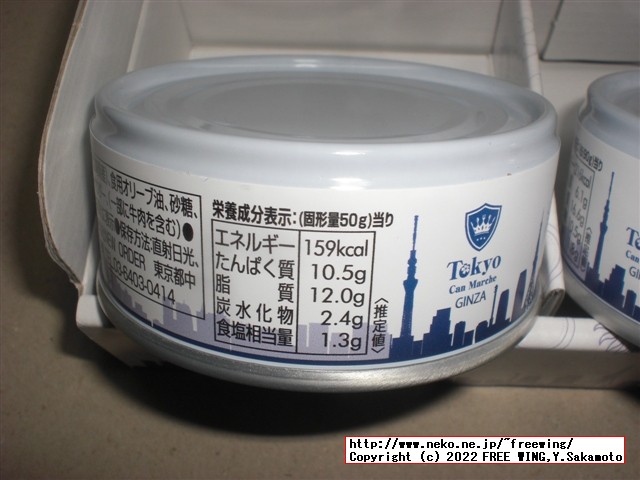 食用オリーブ油、砂糖、
一部に牛肉を含む)●
●保存方法:直射日光、
ORDER 東京都中
3-8403-0414
栄養成分表示:(固形量50g)当り
エネルギー 159kcal
たんぱく質 10.5g
脂質 12.0g
炭水化物 2.4g
食塩相当量 1.3g
〈推定値〉
Tokyo
Can Marche
GINZA
http://www.neko.ne.jp/~freewing/
Copyright (c) 2022 FREE WING,Y.Sakamoto